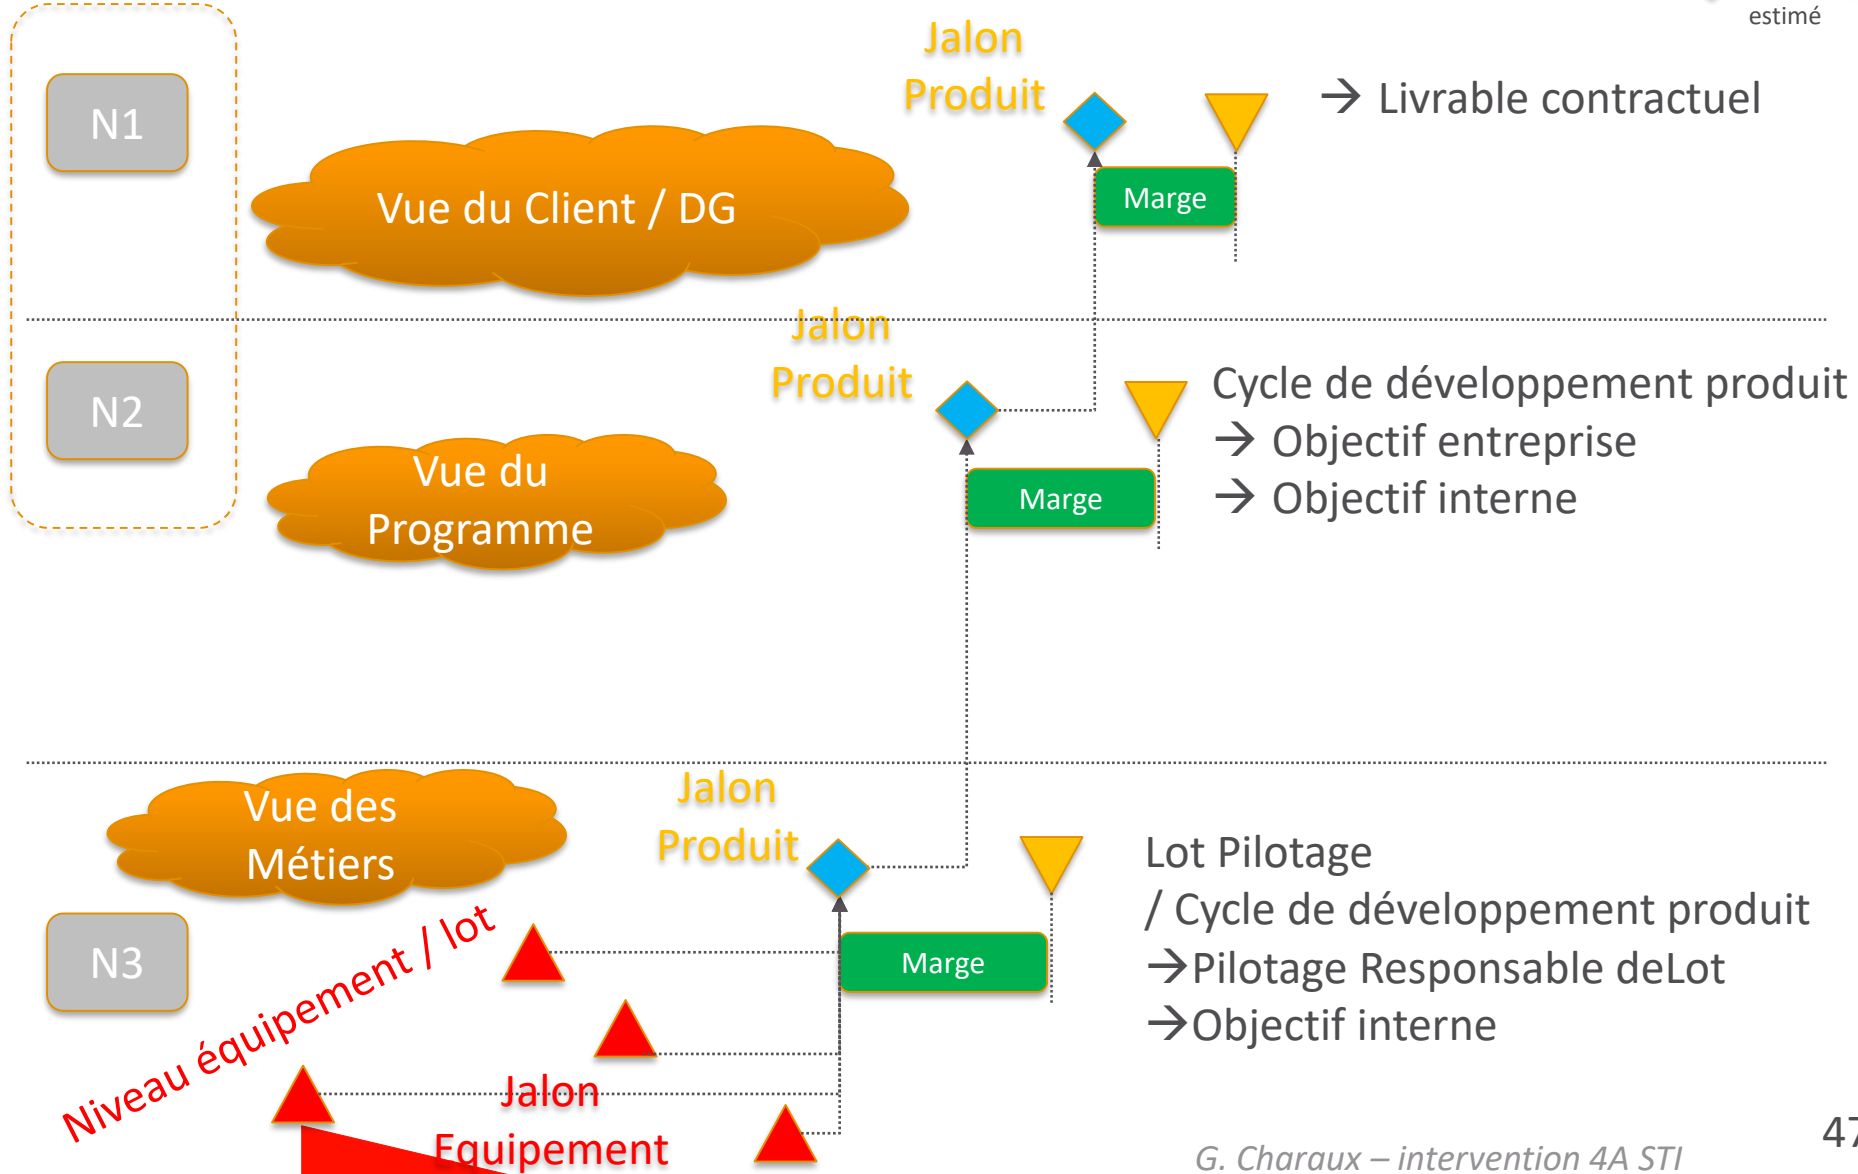 estimé
Jalon
Produit
N1
→ Livrable contractuel
Marge
Vue du Client / DG
Jalon
Produit
N2
Cycle de développement produit
→ Objectif entreprise
→ Objectif interne
Vue du
Programme
Marge
Jalon
Produit
Vue des
Métiers
Lot Pilotage
/ Cycle de développement produit
→Pilotage Responsable deLot
→Objectif interne
N3
Marge
Niveau équipement / lot
Jalon
Equipement
G. Charaux – intervention 4A STI
47